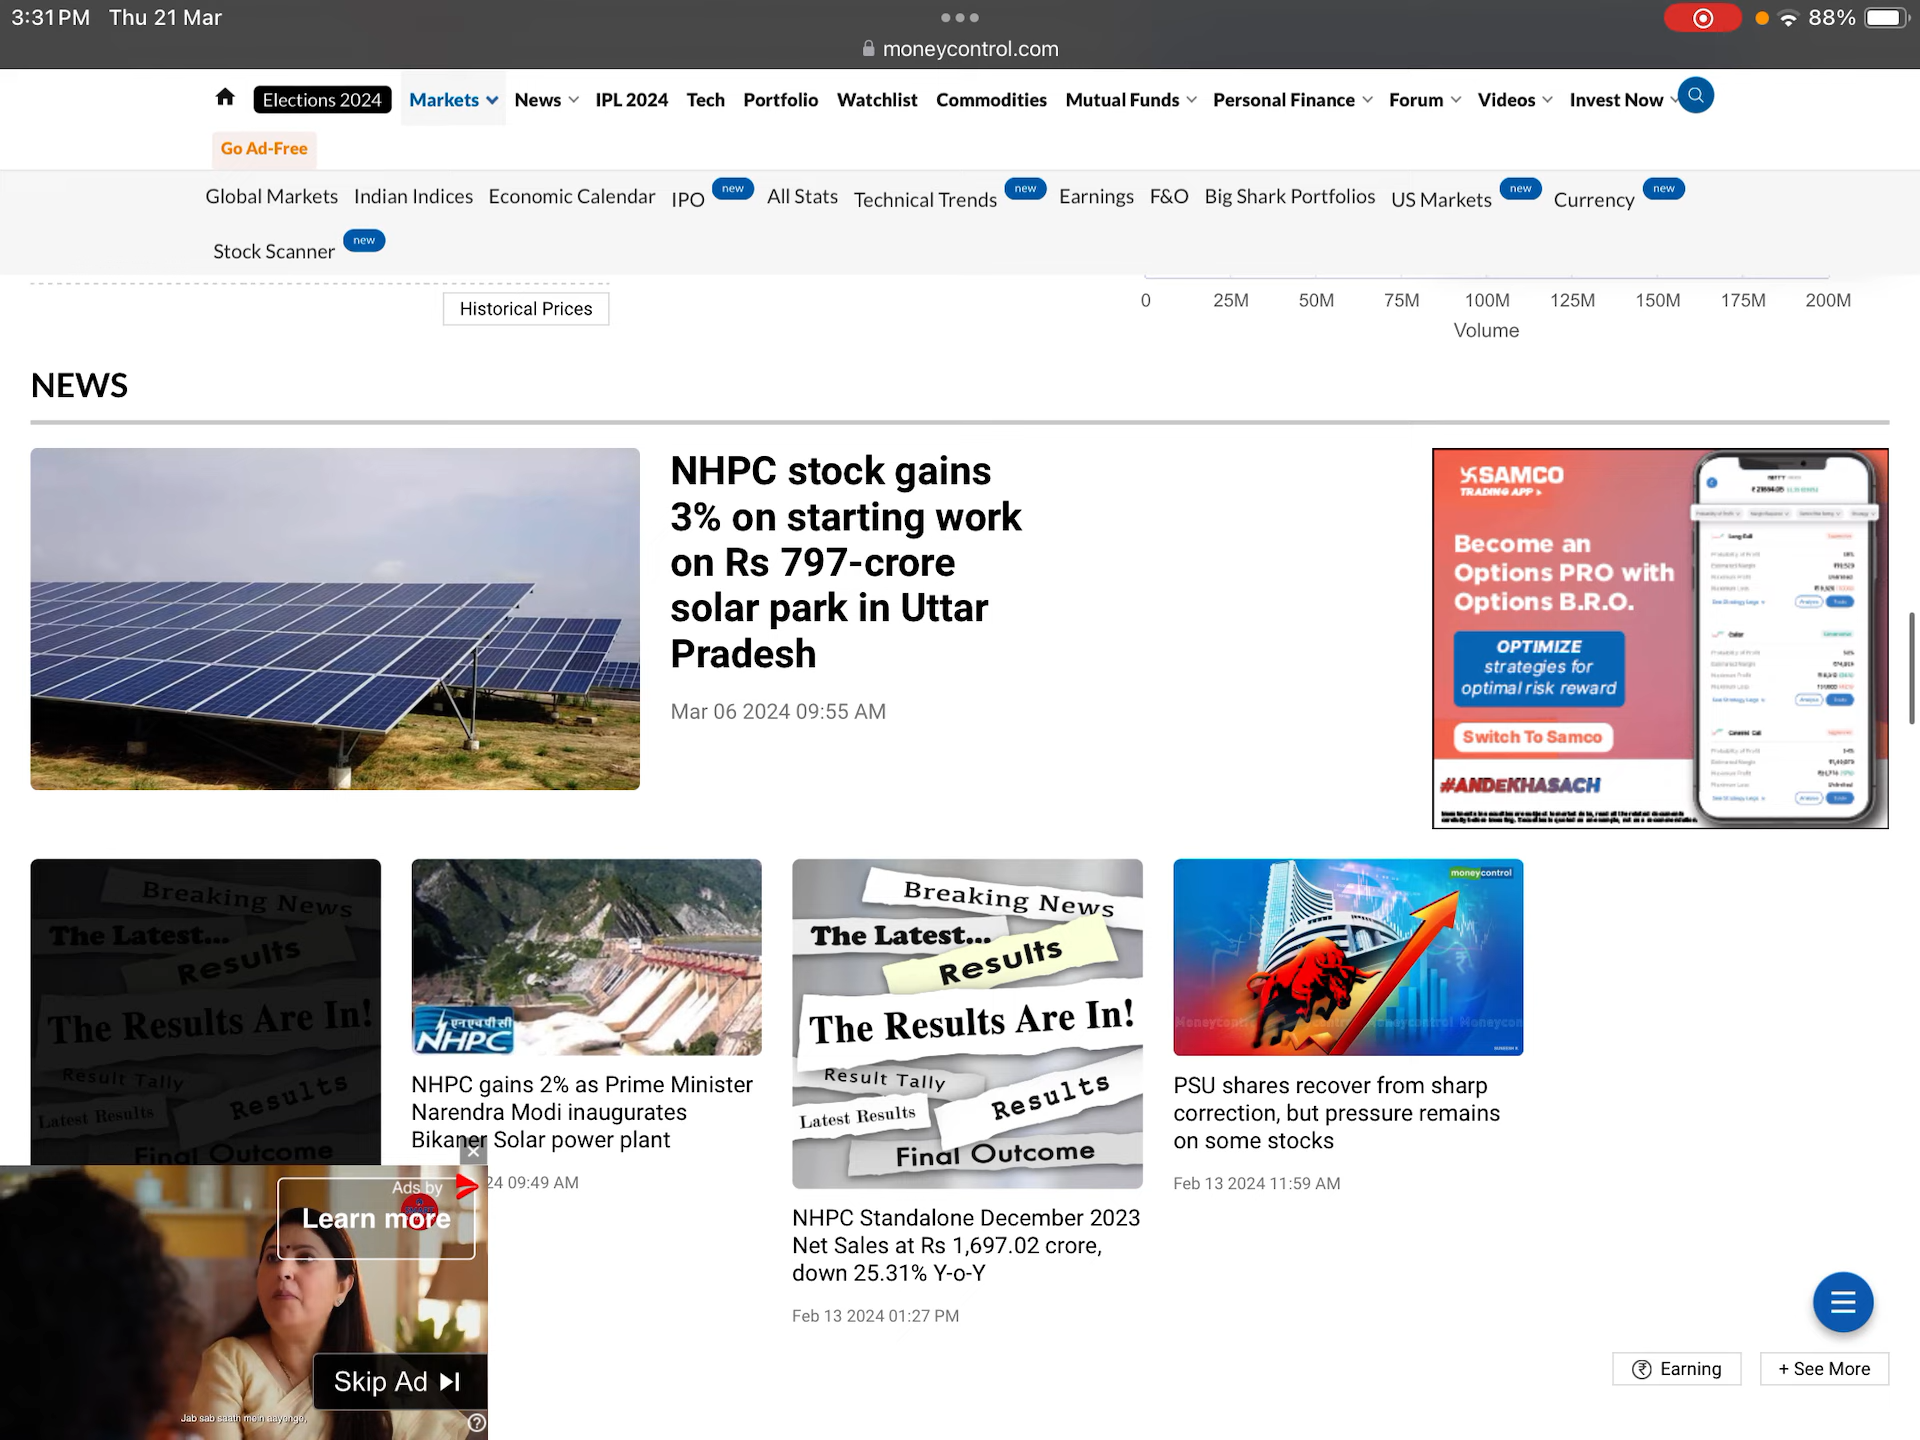 3:31 PM Thu 21 Mar
88%
moneycontrol.com
Elections 2024 Markets News IPL 2024 Tech Portfolio Watchlist Commodities Mutual Funds Personal Finance Forum Videos Invest Now
Go Ad-Free
Global Markets Indian Indices Economic Calendar IPO new All Stats Technical Trends new Earnings F&O Big Shark Portfolios US Markets new Currency new
Stock Scanner new
Historical Prices
0 25M 50M 75M 100M 125M 150M 175M 200M
Volume
NEWS
NHPC stock gains
3% on starting work
on Rs 797-crore
solar park in Uttar
Pradesh
Mar 06 2024 09:55 AM
SAMCO
TRADING APP >
Become an
Options PRO with
Options B.R.O.
OPTIMIZE
strategies for
optimal risk reward
Switch To Samco
#ANDEKHASACH
Breaking News
The Latest...
Results
The Results Are In!
Result Tally
Latest Results
Results
Final Outcome
एनएचपीसी
NHPC
NHPC gains 2% as Prime Minister
Narendra Modi inaugurates
Bikaner Solar power plant
24 09:49 AM
Breaking News
The Latest...
Results
The Results Are In!
Result Tally
Latest Results
Results
Final Outcome
NHPC Standalone December 2023
Net Sales at Rs 1,697.02 crore,
down 25.31% Y-o-Y
Feb 13 2024 01:27 PM
moneycontrol
PSU shares recover from sharp
correction, but pressure remains
on some stocks
Feb 13 2024 11:59 AM
Ads by
Learn more
Skip Ad
Jab sab saath mein aayenge,
Earning
+ See More